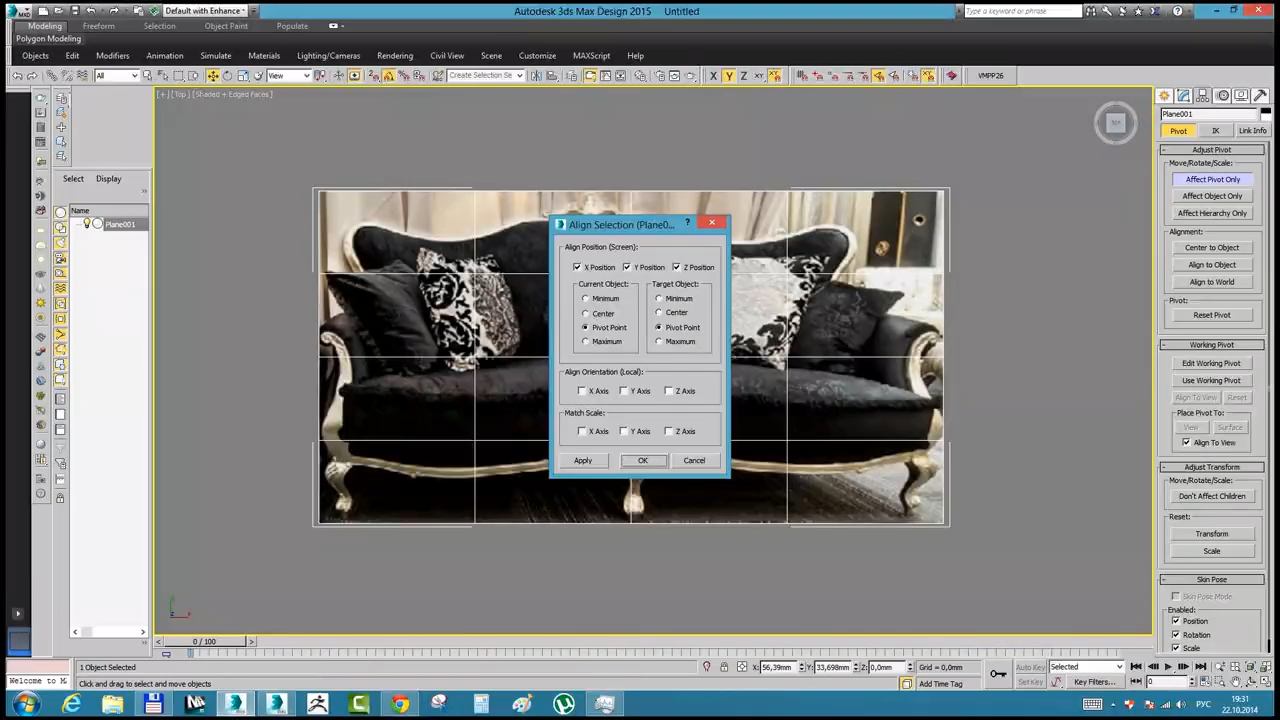 MXD
Default with Enhance
Autodesk 3ds Max Design 2015 Untitled
Type a keyword or phrase
Modeling Freeform Selection Object Paint Populate
Polygon Modeling
Objects Edit Modifiers Animation Simulate Materials Lighting/Cameras Rendering Civil View Scene Customize MAXScript Help
All View Create Selection Se X Y Z XY VMPP26
[+] [Top] [Shaded + Edged Faces]
TOP
Plane001
Pivot IK Link Info
Adjust Pivot
Move/Rotate/Scale:
Affect Pivot Only
Affect Object Only
Affect Hierarchy Only
Alignment:
Center to Object
Align to Object
Align to World
Pivot:
Reset Pivot
Working Pivot
Edit Working Pivot
Use Working Pivot
Align To View Reset
Place Pivot To:
View Surface
Align To View
Adjust Transform
Move/Rotate/Scale:
Don't Affect Children
Reset:
Transform
Scale
Skin Pose
Skin Pose Mode
Enabled:
Position
Rotation
Scale
Select Display
Name
Plane001
Align Selection (Plane0...
Align Position (Screen):
X Position Y Position Z Position
Current Object: Target Object:
Minimum Minimum
Center Center
Pivot Point Pivot Point
Maximum Maximum
Align Orientation (Local):
X Axis Y Axis Z Axis
Match Scale:
X Axis Y Axis Z Axis
Apply OK Cancel
0 / 100
1 Object Selected X: 56,39mm Y: 33,698mm Z: 0,0mm Grid = 0,0mm Auto Key Selected
Welcome to M Click and drag to select and move objects Add Time Tag Set Key Key Filters... 0
РУС
19:31
22.10.2014